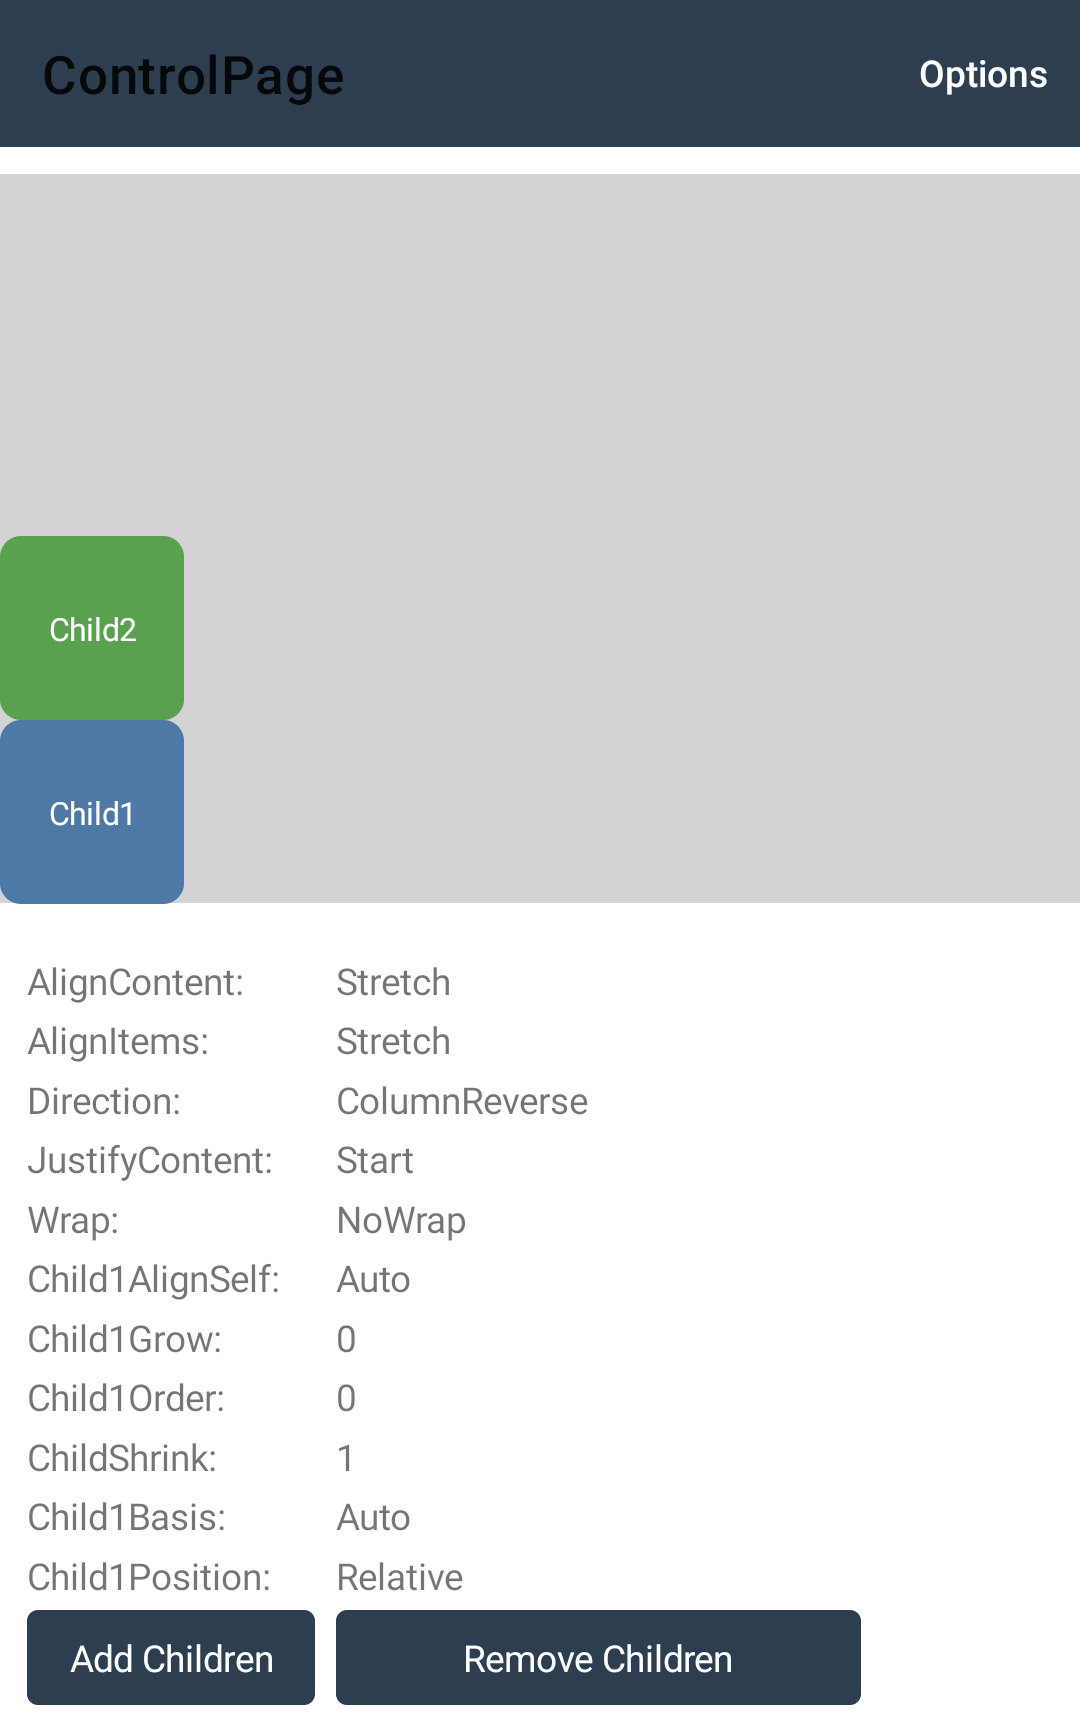 ControlPage Options
Child2
Child1
AlignContent: Stretch
AlignItems: Stretch
Direction: ColumnReverse
JustifyContent: Start
Wrap: NoWrap
Child1AlignSelf: Auto
Child1Grow: 0
Child1Order: 0
ChildShrink: 1
Child1Basis: Auto
Child1Position: Relative
Add Children Remove Children